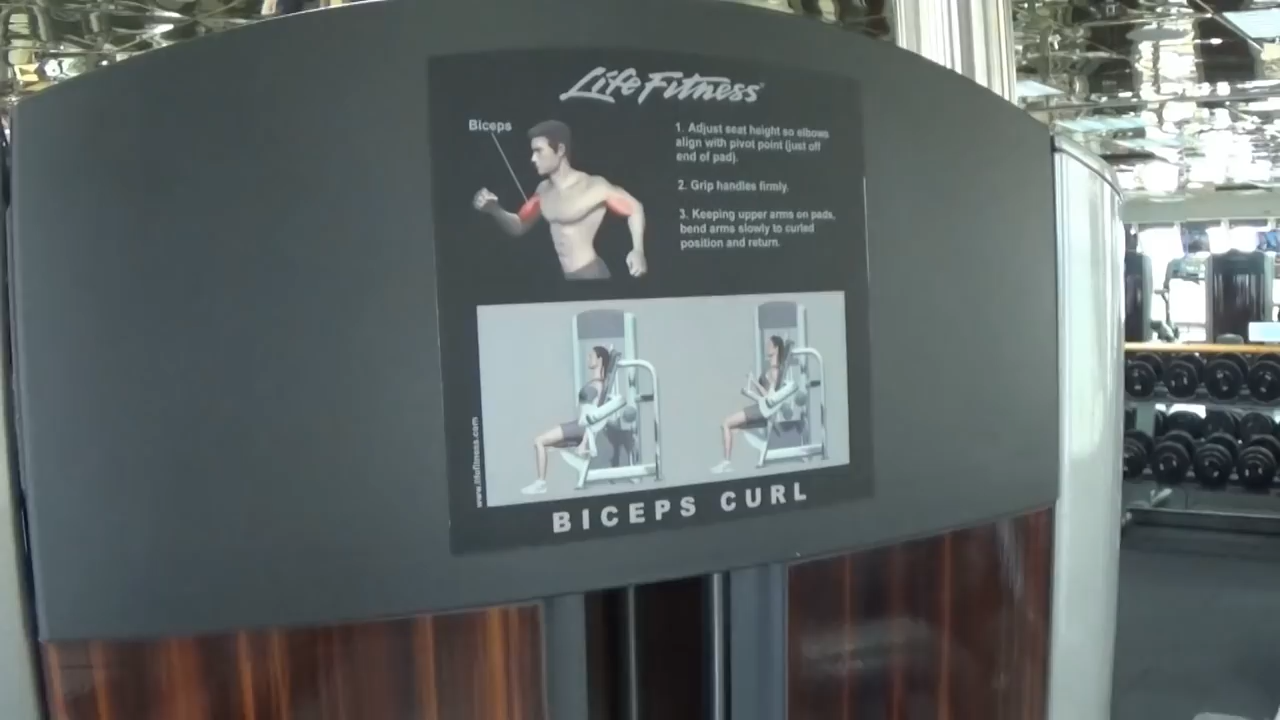 Life Fitness
Biceps
1. Adjust seat height so elbows
align with pivot point (just off
end of pad).
2. Grip handles firmly.
3. Keeping upper arms on pads,
bend arms slowly to curled
position and return.
www.lifefitness.com
BICEPS CURL